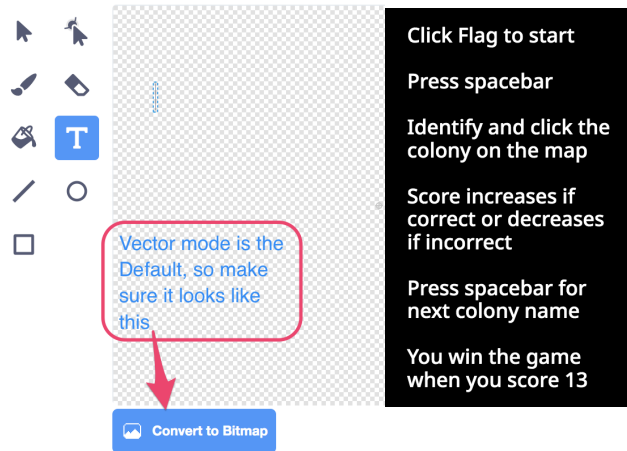 T
Vector mode is the
Default, so make
sure it looks like
this
Convert to Bitmap
Click Flag to start
Press spacebar
Identify and click the
colony on the map
Score increases if
correct or decreases
if incorrect
Press spacebar for
next colony name
You win the game
when you score 13